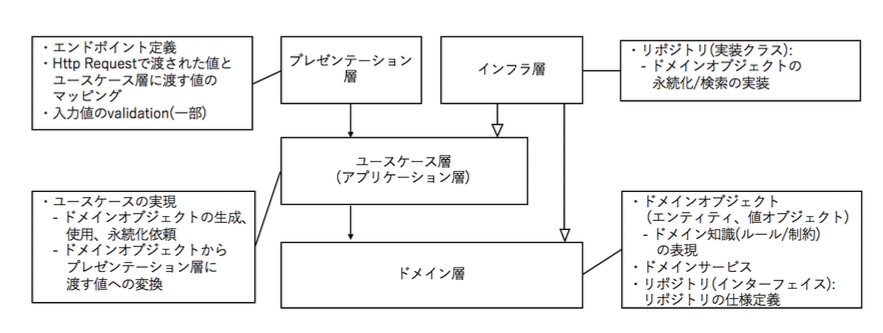 ・エンドポイント定義
・Http Requestで渡された値と
ユースケース層に渡す値の
マッピング
・入力値のvalidation(一部)
プレゼンテーション
層
インフラ層
・リポジトリ(実装クラス):
- ドメインオブジェクトの
永続化/検索の実装
ユースケース層
(アプリケーション層)
・ユースケースの実現
- ドメインオブジェクトの生成、
使用、永続化依頼
- ドメインオブジェクトから
プレゼンテーション層に
渡す値への変換
ドメイン層
・ドメインオブジェクト
(エンティティ、値オブジェクト)
- ドメイン知識(ルール/制約)
の表現
・ドメインサービス
・リポジトリ(インターフェイス):
リポジトリの仕様定義